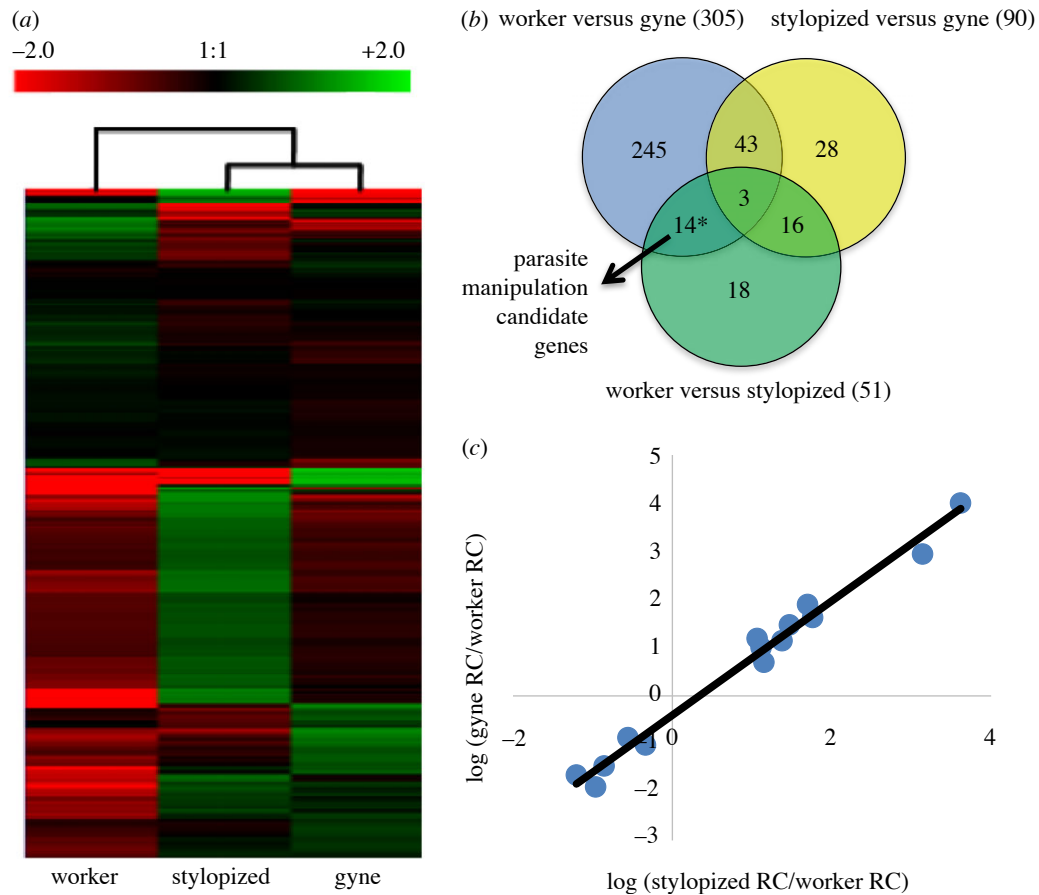 (a)
–2.0 1:1 +2.0
worker stylopized gyne
(b)
worker versus gyne (305) stylopized versus gyne (90)
245 43 28
3
14* 16
18
parasite
manipulation
candidate
genes
worker versus stylopized (51)
(c)
5
4
3
2
1
0
–2 –1 0 2 4
–2
–3
log (gyne RC/worker RC)
log (stylopized RC/worker RC)